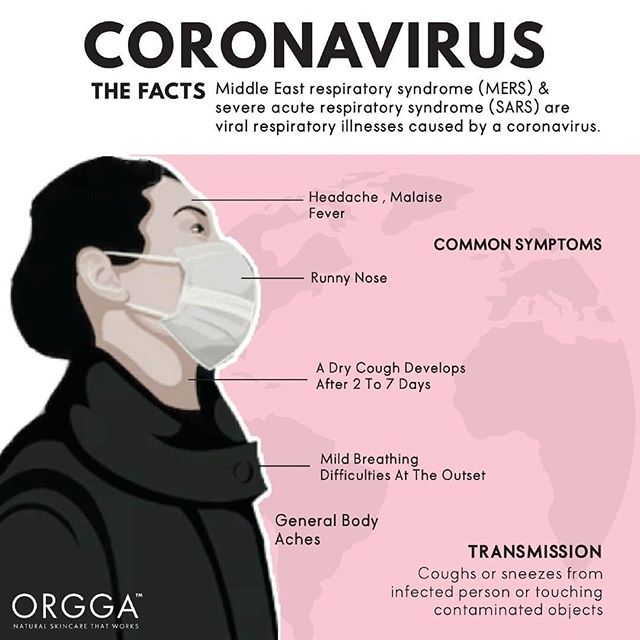 CORONAVIRUS
THE FACTS Middle East respiratory syndrome (MERS) &
severe acute respiratory syndrome (SARS) are
viral respiratory illnesses caused by a coronavirus.
Headache , Malaise
Fever
COMMON SYMPTOMS
Runny Nose
A Dry Cough Develops
After 2 To 7 Days
Mild Breathing
Difficulties At The Outset
General Body
Aches
TRANSMISSION
Coughs or sneezes from
infected person or touching
contaminated objects
ORGGA™
NATURAL SKINCARE THAT WORKS